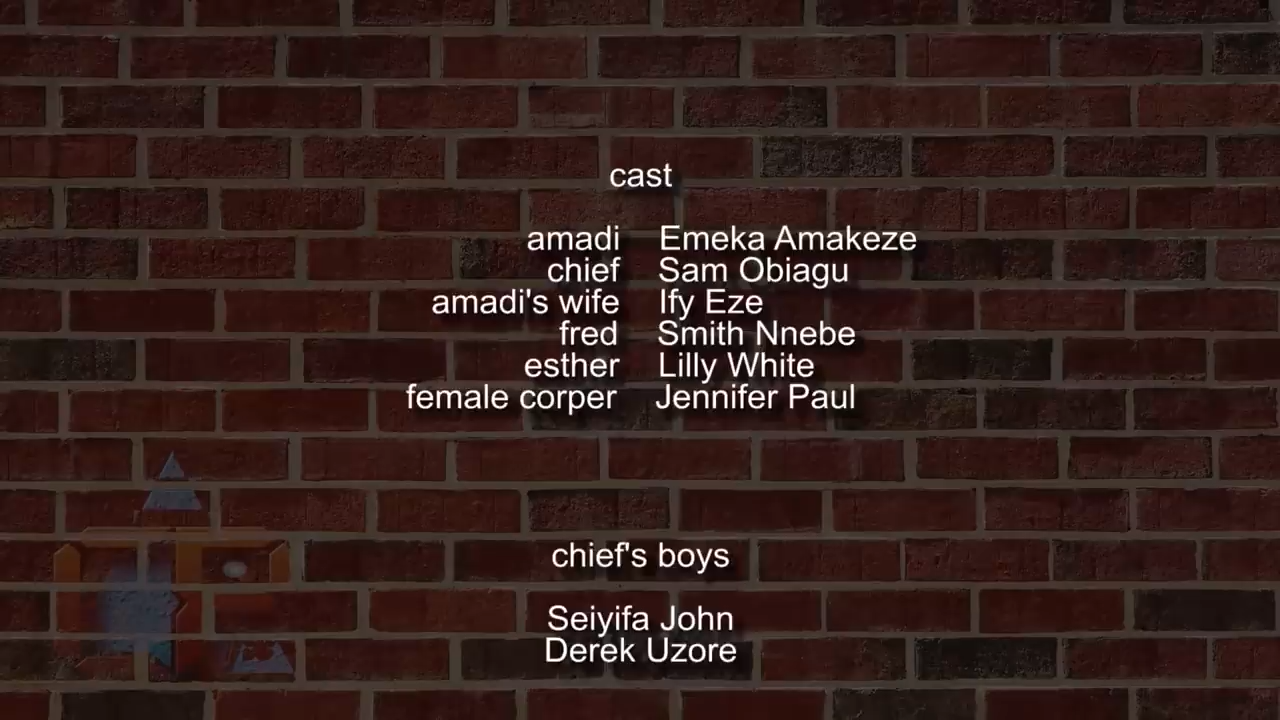 cast
amadi Emeka Amakeze
chief Sam Obiagu
amadi's wife Ify Eze
fred Smith Nnebe
esther Lilly White
female corper Jennifer Paul
chief's boys
Seiyifa John
Derek Uzore